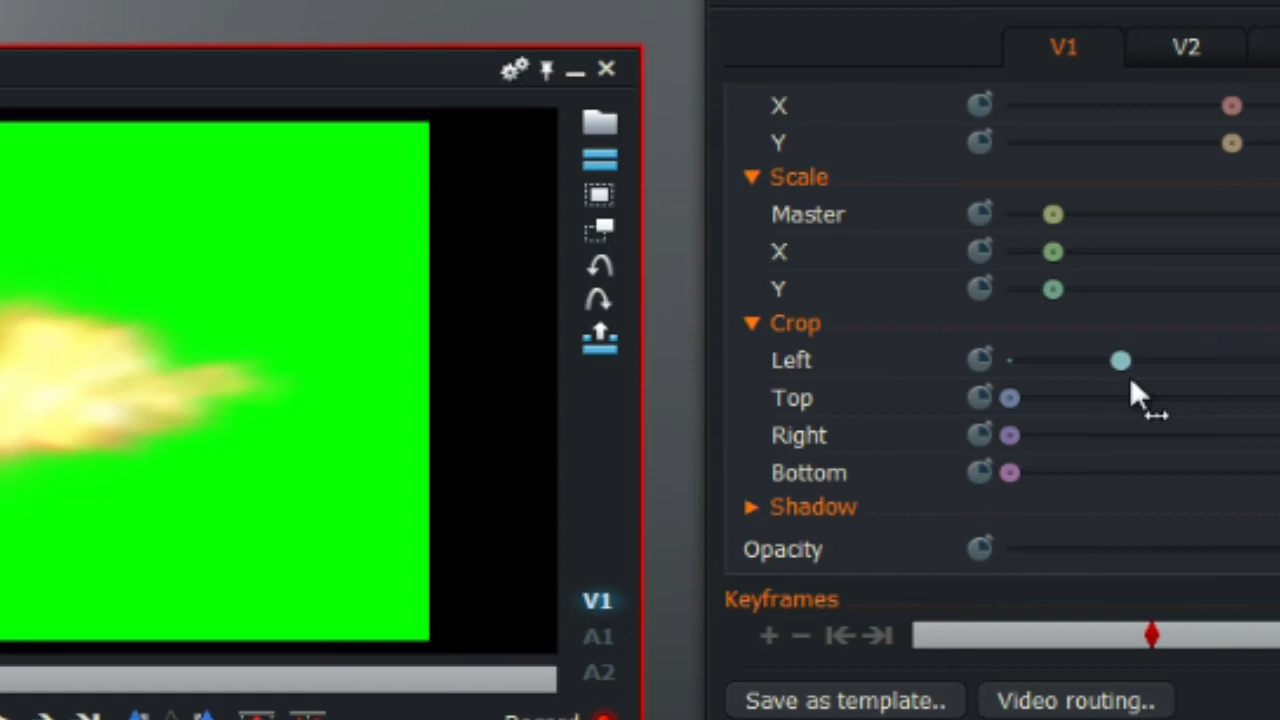 V1 V2
X
Y
Scale
Master
X
Y
Crop
Left
Top
Right
Bottom
Shadow
Opacity
Keyframes
Save as template.. Video routing..
V1
A1
A2
Record